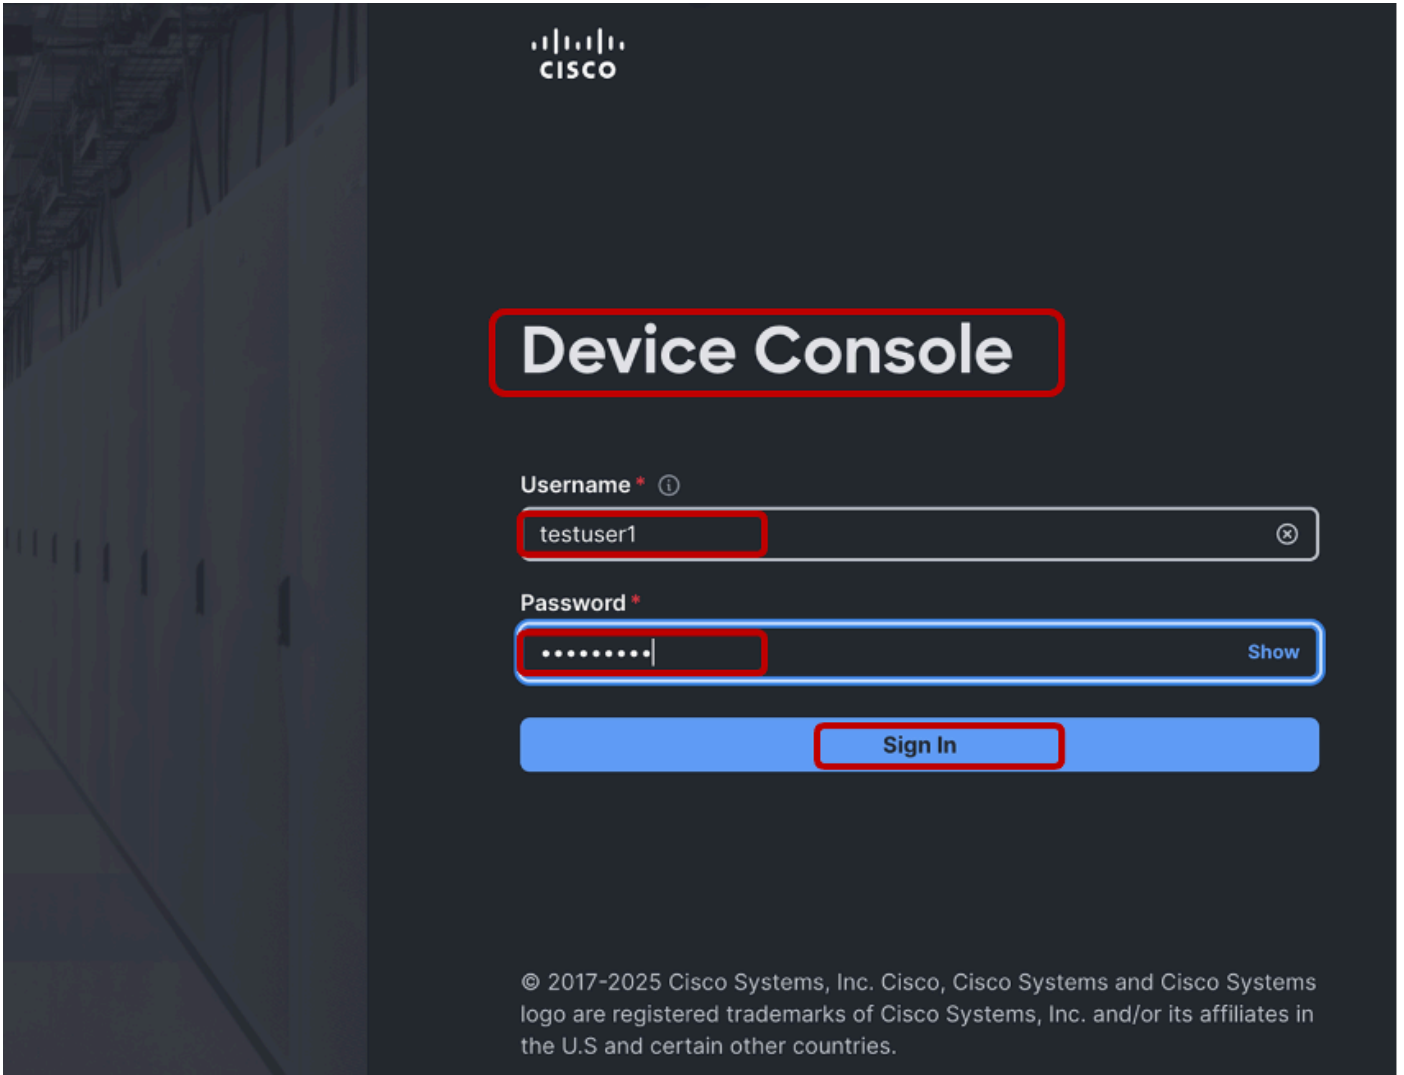 CISCO
Device Console
Username *
testuser1
Password *
•••••••••
Show
Sign In
© 2017-2025 Cisco Systems, Inc. Cisco, Cisco Systems and Cisco Systems
logo are registered trademarks of Cisco Systems, Inc. and/or its affiliates in
the U.S and certain other countries.